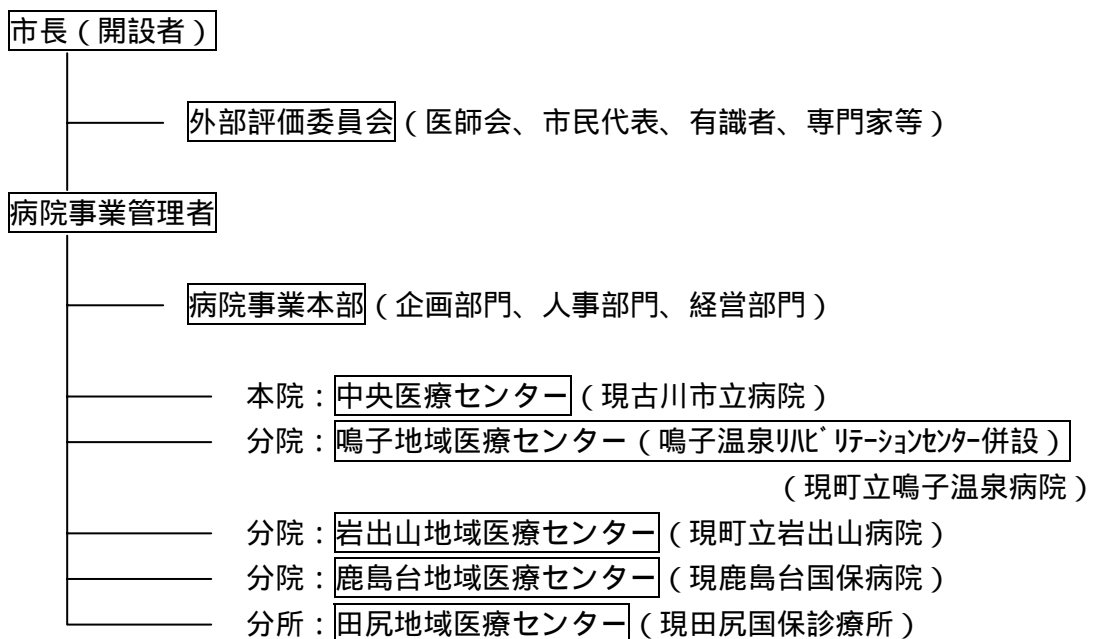 市長（開設者）
外部評価委員会（医師会、市民代表、有識者、専門家等）
病院事業管理者
病院事業本部（企画部門、人事部門、経営部門）
本院：中央医療センター（現古川市立病院）
分院：鳴子地域医療センター（鳴子温泉ﾘﾊﾋﾞﾘﾃｰｼｮﾝｾﾝﾀｰ併設）
（現町立鳴子温泉病院）
分院：岩出山地域医療センター（現町立岩出山病院）
分院：鹿島台地域医療センター（現鹿島台国保病院）
分所：田尻地域医療センター（現田尻国保診療所）